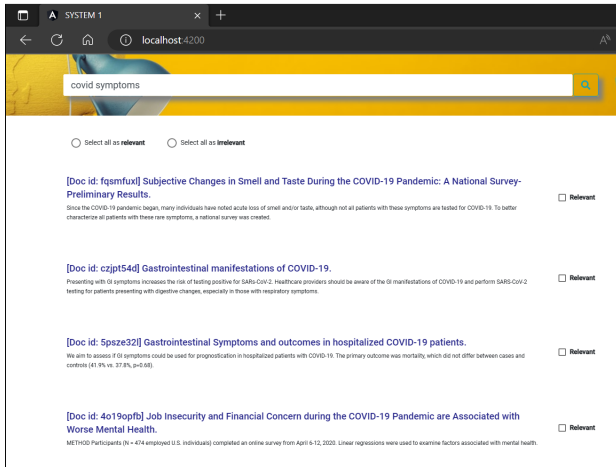 SYSTEM 1
localhost:4200
covid symptoms
Select all as relevant
Select all as irrelevant
[Doc id: fqsmfuxl] Subjective Changes in Smell and Taste During the COVID-19 Pandemic: A National Survey-
Preliminary Results.
Relevant
Since the COVID-19 pandemic began, many individuals have noted acute loss of smell and/or taste, although not all patients with these symptoms are tested for COVID-19. To better
characterize all patients with these rare symptoms, a national survey was created.
[Doc id: czjpt54d] Gastrointestinal manifestations of COVID-19.
Relevant
Presenting with GI symptoms increases the risk of testing positive for SARs-CoV-2. Healthcare providers should be aware of the GI manifestations of COVID-19 and perform SARS-CoV-2
testing for patients presenting with digestive changes, especially in those with respiratory symptoms.
[Doc id: 5psze32l] Gastrointestinal Symptoms and outcomes in hospitalized COVID-19 patients.
Relevant
We aim to assess if GI symptoms could be used for prognostication in hospitalized patients with COVID-19. The primary outcome was mortality, which did not differ between cases and
controls (41.9% vs. 37.8%, p=0.68).
[Doc id: 4o19opfb] Job Insecurity and Financial Concern during the COVID-19 Pandemic are Associated with
Worse Mental Health.
Relevant
METHOD Participants (N = 474 employed U.S. individuals) completed an online survey from April 6-12, 2020. Linear regressions were used to examine factors associated with mental health.